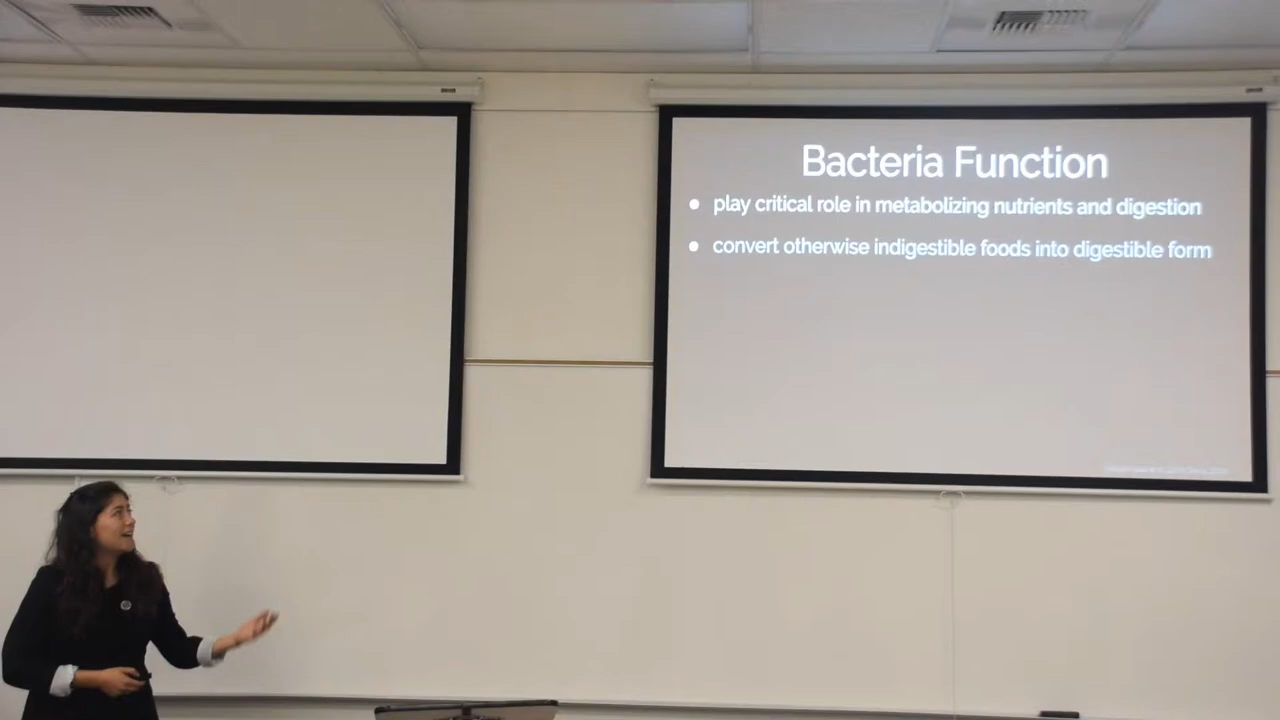 Bacteria Function
● play critical role in metabolizing nutrients and digestion
● convert otherwise indigestible foods into digestible form